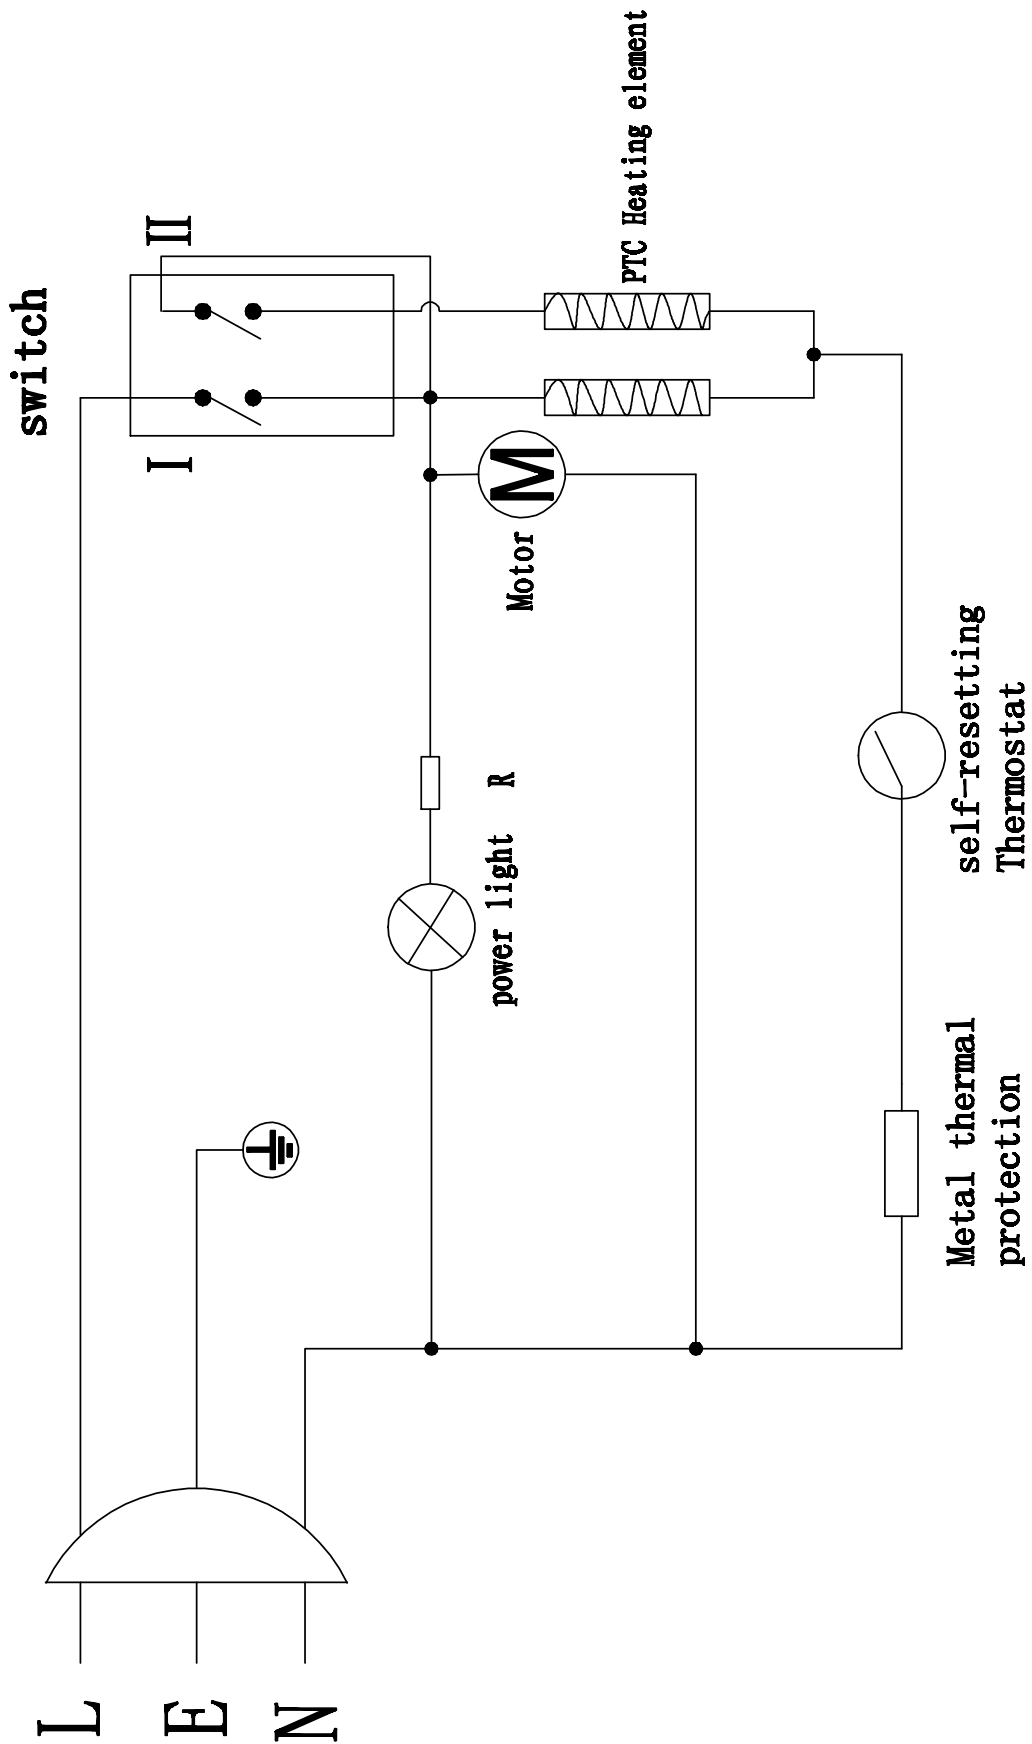 switch
I
II
PTC Heating element
M
Motor
R
power light
self-resetting
Thermostat
Metal thermal
protection
L
E
N